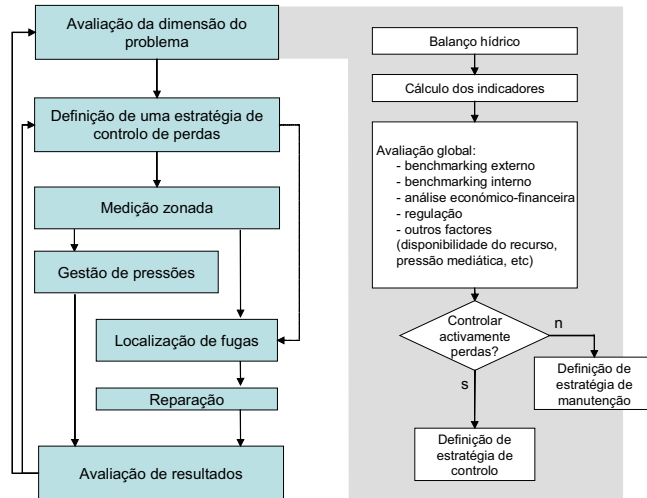 Avaliação da dimensão do
problema
Definição de uma estratégia de
controlo de perdas
Medição zonada
Gestão de pressões
Localização de fugas
Reparação
Avaliação de resultados
Balanço hídrico
Cálculo dos indicadores
Avaliação global:
- benchmarking externo
- benchmarking interno
- análise económico-financeira
- regulação
- outros factores
(disponibilidade do recurso,
pressão mediática, etc)
Controlar
activamente
perdas?
n
s
Definição de
estratégia de
manutenção
Definição de
estratégia de
controlo